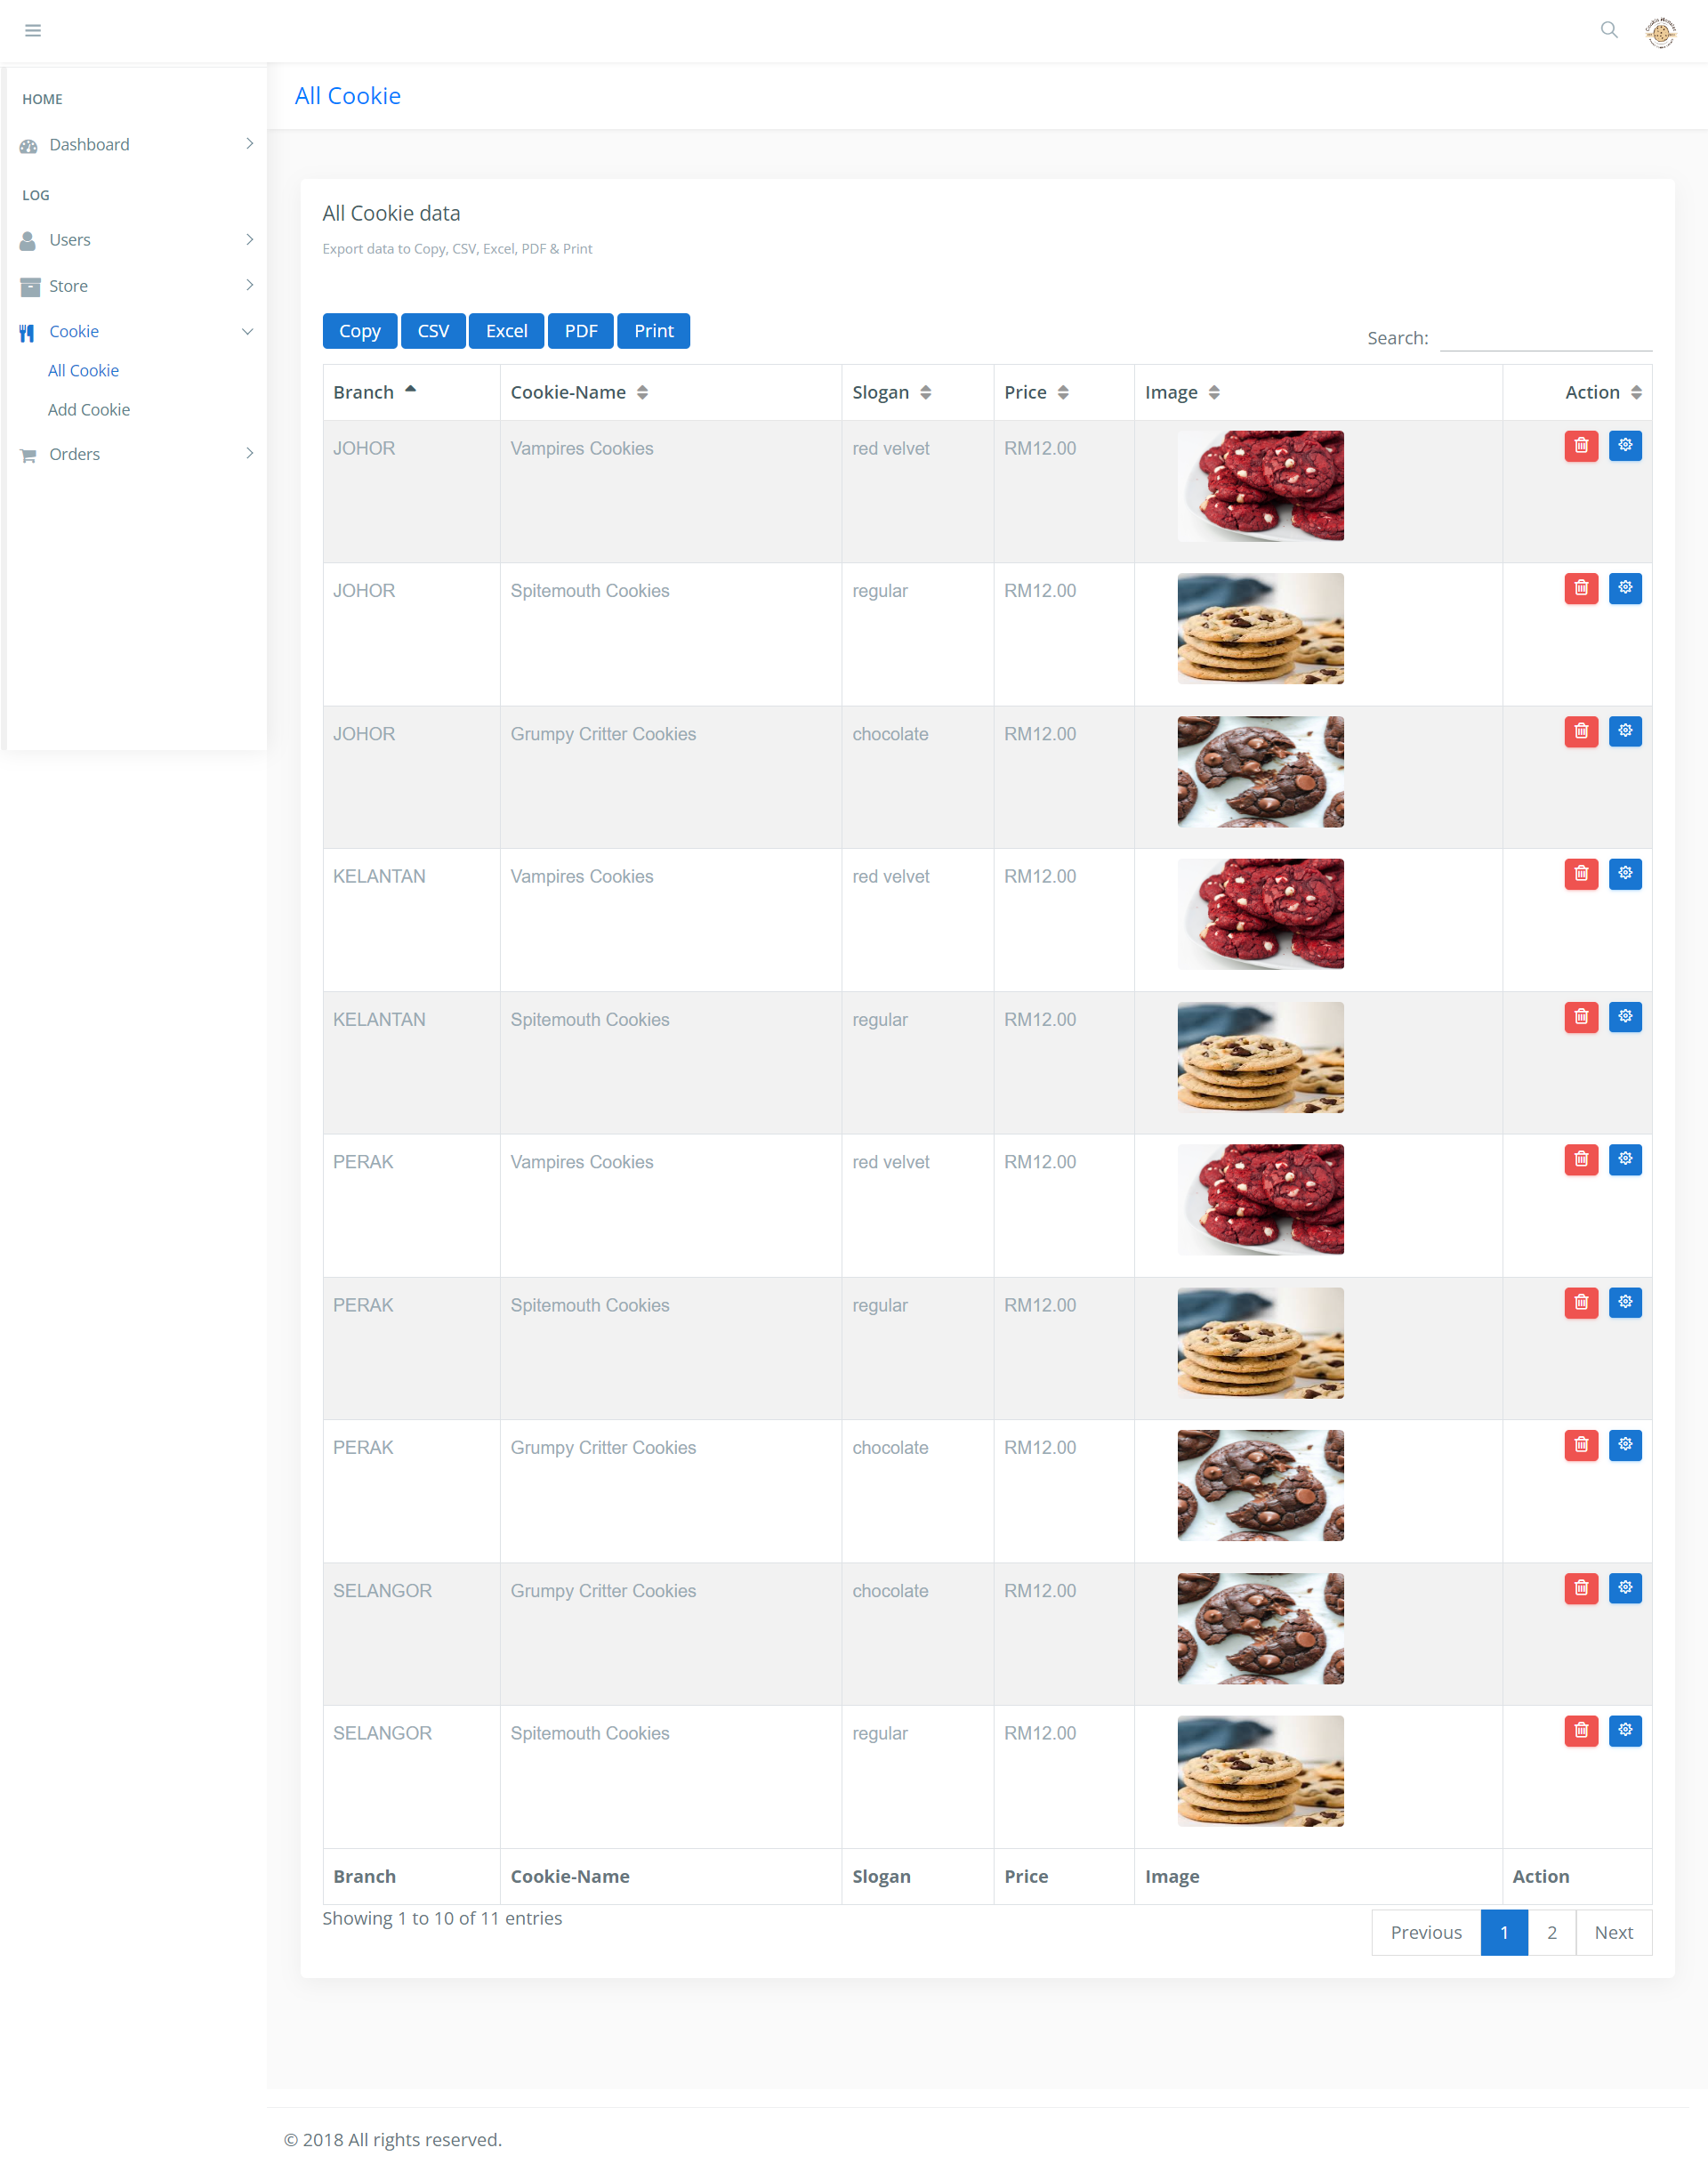 HOME
Dashboard
LOG
Users
Store
Cookie
All Cookie
Add Cookie
Orders
All Cookie
All Cookie data
Export data to Copy, CSV, Excel, PDF & Print
Copy CSV Excel PDF Print
Search:
Branch Cookie-Name Slogan Price Image Action
JOHOR Vampires Cookies red velvet RM12.00
JOHOR Spitemouth Cookies regular RM12.00
JOHOR Grumpy Critter Cookies chocolate RM12.00
KELANTAN Vampires Cookies red velvet RM12.00
KELANTAN Spitemouth Cookies regular RM12.00
PERAK Vampires Cookies red velvet RM12.00
PERAK Spitemouth Cookies regular RM12.00
PERAK Grumpy Critter Cookies chocolate RM12.00
SELANGOR Grumpy Critter Cookies chocolate RM12.00
SELANGOR Spitemouth Cookies regular RM12.00
Branch Cookie-Name Slogan Price Image Action
Showing 1 to 10 of 11 entries
Previous 1 2 Next
© 2018 All rights reserved.